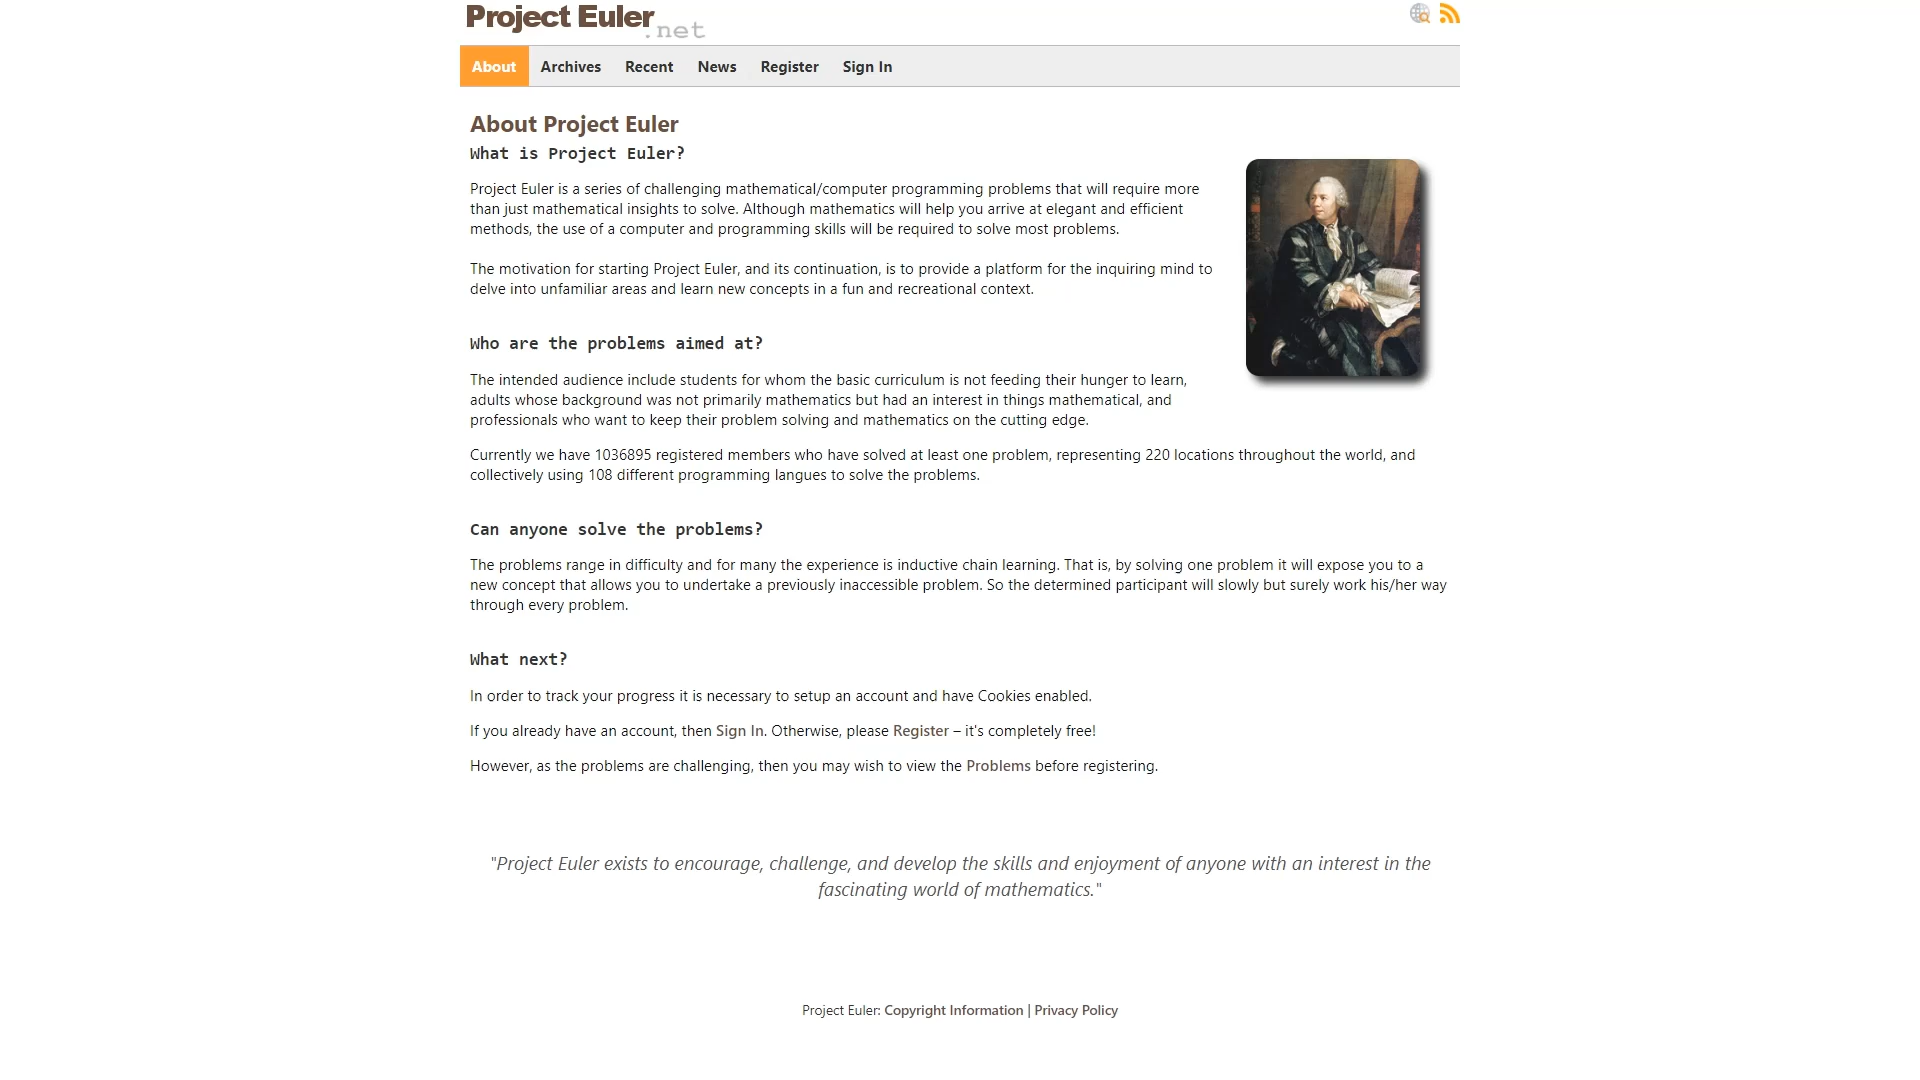 Project Euler.net
About Archives Recent News Register Sign In
About Project Euler
What is Project Euler?
Project Euler is a series of challenging mathematical/computer programming problems that will require more
than just mathematical insights to solve. Although mathematics will help you arrive at elegant and efficient
methods, the use of a computer and programming skills will be required to solve most problems.
The motivation for starting Project Euler, and its continuation, is to provide a platform for the inquiring mind to
delve into unfamiliar areas and learn new concepts in a fun and recreational context.
Who are the problems aimed at?
The intended audience include students for whom the basic curriculum is not feeding their hunger to learn,
adults whose background was not primarily mathematics but had an interest in things mathematical, and
professionals who want to keep their problem solving and mathematics on the cutting edge.
Currently we have 1036895 registered members who have solved at least one problem, representing 220 locations throughout the world, and
collectively using 108 different programming langues to solve the problems.
Can anyone solve the problems?
The problems range in difficulty and for many the experience is inductive chain learning. That is, by solving one problem it will expose you to a
new concept that allows you to undertake a previously inaccessible problem. So the determined participant will slowly but surely work his/her way
through every problem.
What next?
In order to track your progress it is necessary to setup an account and have Cookies enabled.
If you already have an account, then Sign In. Otherwise, please Register – it's completely free!
However, as the problems are challenging, then you may wish to view the Problems before registering.
"Project Euler exists to encourage, challenge, and develop the skills and enjoyment of anyone with an interest in the
fascinating world of mathematics."
Project Euler: Copyright Information | Privacy Policy